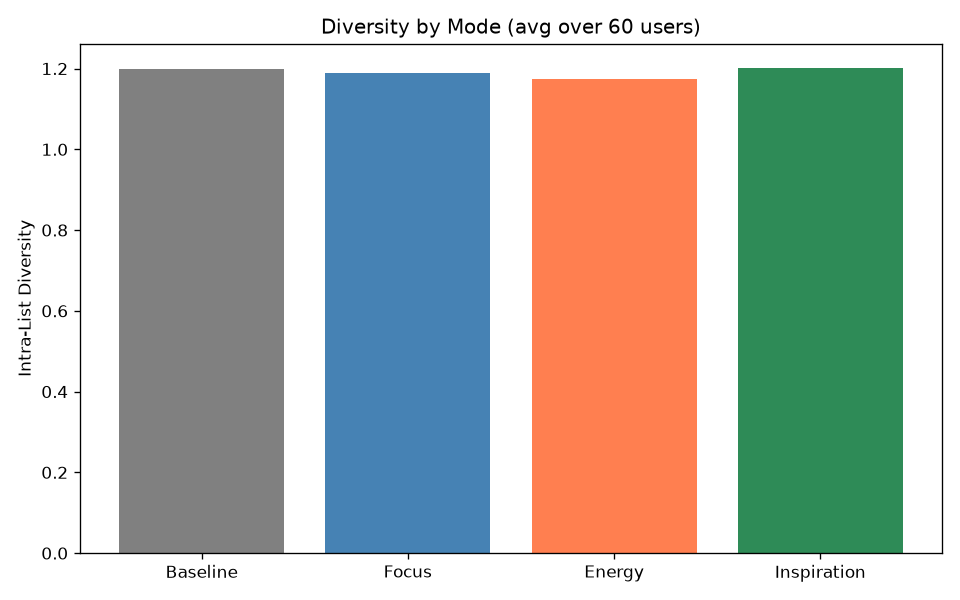 Diversity by Mode (avg over 60 users)
Intra-List Diversity
1.2
1.0
0.8
0.6
0.4
0.2
0.0
Baseline
Focus
Energy
Inspiration